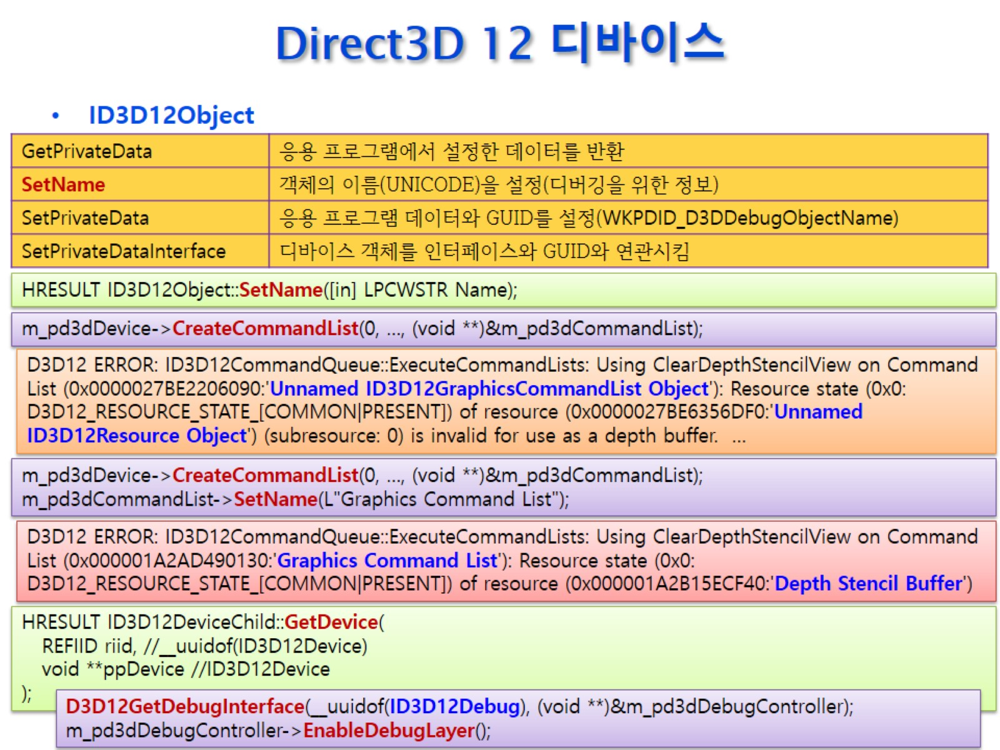 Direct3D 12 디바이스
• ID3D12Object
GetPrivateData 응용 프로그램에서 설정한 데이터를 반환
SetName 객체의 이름(UNICODE)을 설정(디버깅을 위한 정보)
SetPrivateData 응용 프로그램 데이터와 GUID를 설정(WKPDID_D3DDebugObjectName)
SetPrivateDataInterface 디바이스 객체를 인터페이스와 GUID와 연관시킴
HRESULT ID3D12Object::SetName([in] LPCWSTR Name);
m_pd3dDevice->CreateCommandList(0, ..., (void **)&m_pd3dCommandList);
D3D12 ERROR: ID3D12CommandQueue::ExecuteCommandLists: Using ClearDepthStencilView on Command
List (0x0000027BE2206090:'Unnamed ID3D12GraphicsCommandList Object'): Resource state (0x0:
D3D12_RESOURCE_STATE_[COMMON|PRESENT]) of resource (0x0000027BE6356DF0:'Unnamed
ID3D12Resource Object') (subresource: 0) is invalid for use as a depth buffer. ...
m_pd3dDevice->CreateCommandList(0, ..., (void **)&m_pd3dCommandList);
m_pd3dCommandList->SetName(L"Graphics Command List");
D3D12 ERROR: ID3D12CommandQueue::ExecuteCommandLists: Using ClearDepthStencilView on Command
List (0x000001A2AD490130:'Graphics Command List'): Resource state (0x0:
D3D12_RESOURCE_STATE_[COMMON|PRESENT]) of resource (0x000001A2B15ECF40:'Depth Stencil Buffer')
HRESULT ID3D12DeviceChild::GetDevice(
REFIID riid, //__uuidof(ID3D12Device)
void **ppDevice //ID3D12Device
);
D3D12GetDebugInterface(__uuidof(ID3D12Debug), (void **)&m_pd3dDebugController);
m_pd3dDebugController->EnableDebugLayer();